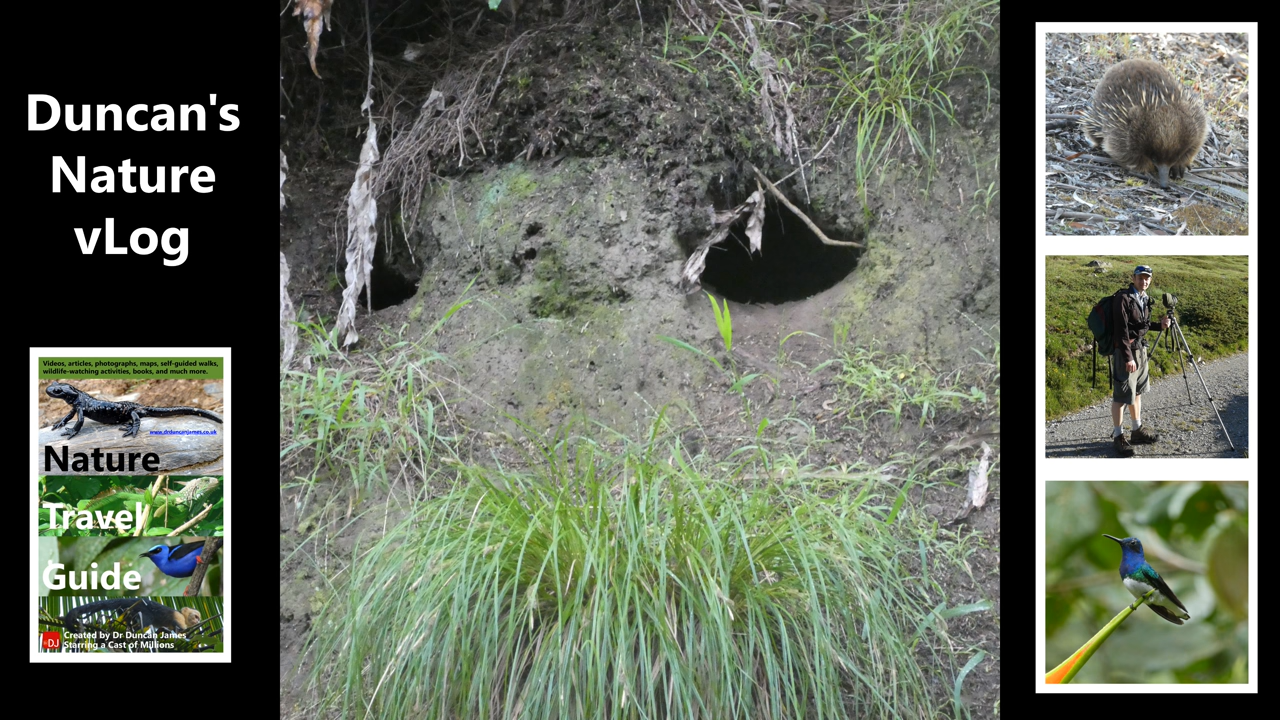 Duncan's
Nature
vLog
Videos, articles, photographs, maps, self-guided walks,
wildlife-watching activities, books, and much more.
www.drduncanjames.co.uk
Nature
Travel
Guide
DJ
Created by Dr Duncan James
Starring a Cast of Millions